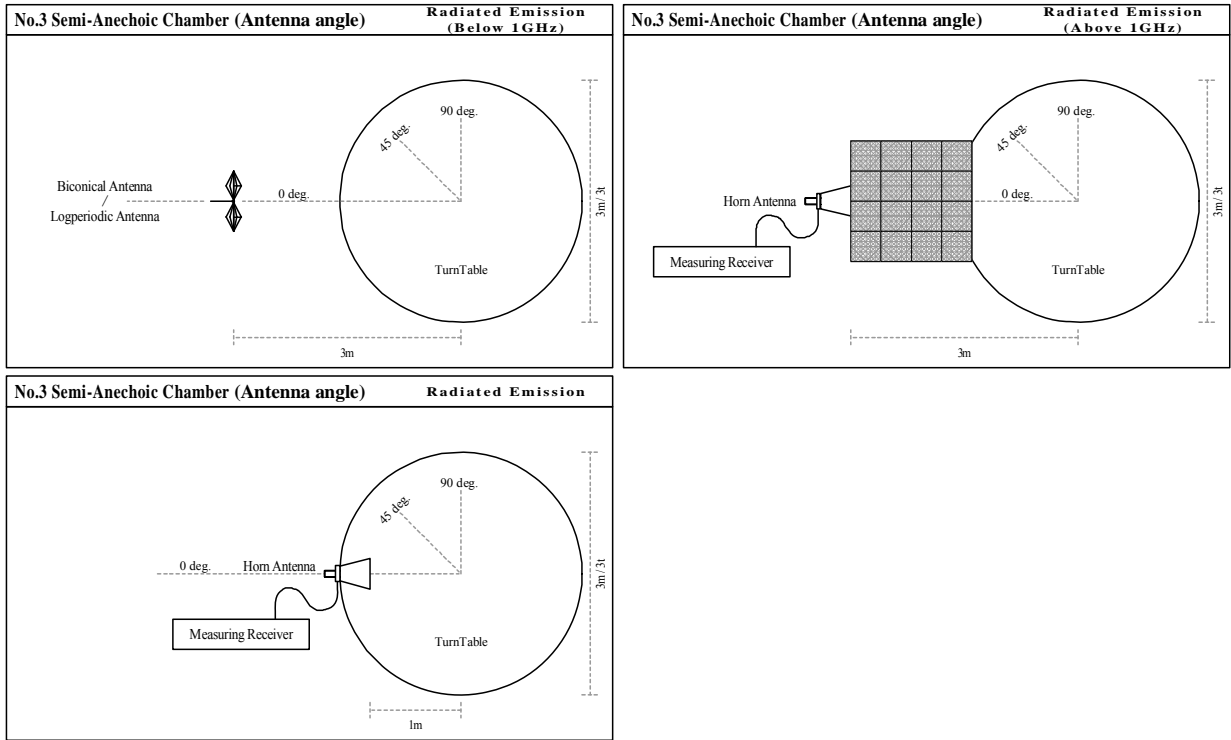 No.3 Semi-Anechoic Chamber (Antenna angle)
Radiated Emission
(Below 1GHz)
90 deg.
45 deg.
Biconical Antenna
0 deg.
Logperiodic Antenna
TurnTable
3m/ 3t
3m
No.3 Semi-Anechoic Chamber (Antenna angle)
Radiated Emission
(Above 1GHz)
90 deg.
45 deg.
Horn Antenna
0 deg.
Measuring Receiver
TurnTable
3m/ 3t
3m
No.3 Semi-Anechoic Chamber (Antenna angle)
Radiated Emission
90 deg.
45 deg.
0 deg.
Horn Antenna
Measuring Receiver
TurnTable
3m/ 3t
1m